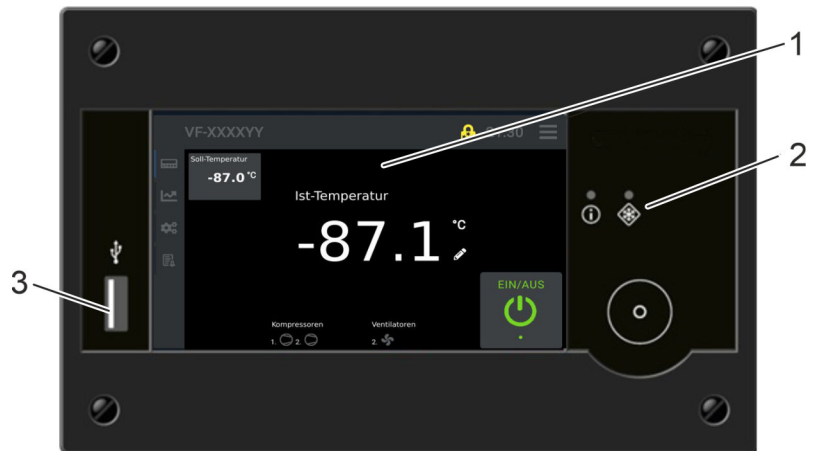 1
VF-XXXXYY
Soll-Temperatur
-87.0 °C
2
Ist-Temperatur
-87.1 °C
3
EIN/AUS
Kompressoren Ventilatoren
1. 2. 2.